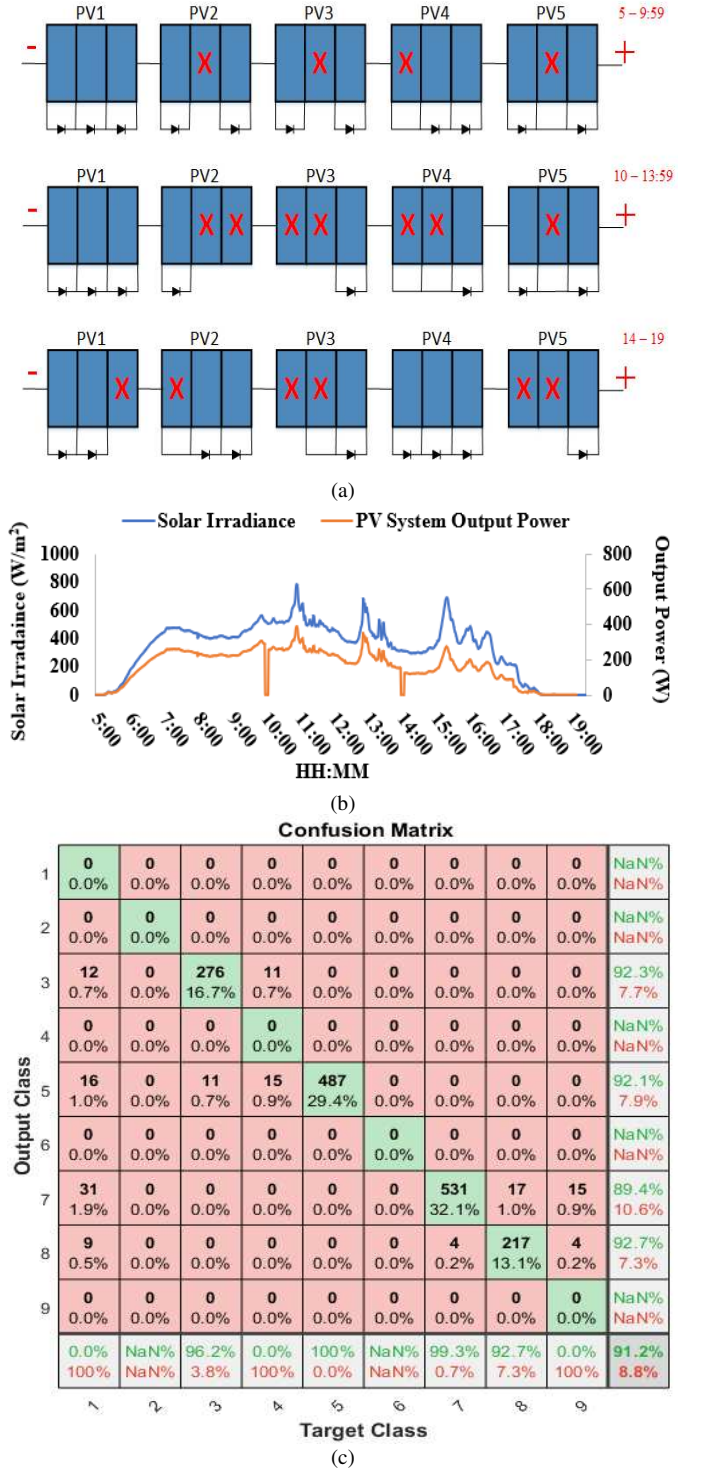 PV1 PV2 PV3 PV4 PV5 5 – 9:59
- X X X X +
PV1 PV2 PV3 PV4 PV5 10 – 13:59
- X X X X X X X +
PV1 PV2 PV3 PV4 PV5 14 – 19
- X X X X X X +
(a)
Solar Irradiance PV System Output Power
Solar Irradaince (W/m²)
1000
800
600
400
200
0
800
600
400
200
0
Output Power (W)
5:00 6:00 7:00 8:00 9:00 10:00 11:00 12:00 13:00 14:00 15:00 16:00 17:00 18:00 19:00
HH:MM
(b)
Confusion Matrix
Output Class
1 0 0 0 0 0 0 0 0 0 NaN%
0.0% 0.0% 0.0% 0.0% 0.0% 0.0% 0.0% 0.0% 0.0% NaN%
2 0 0 0 0 0 0 0 0 0 NaN%
0.0% 0.0% 0.0% 0.0% 0.0% 0.0% 0.0% 0.0% 0.0% NaN%
3 12 0 276 11 0 0 0 0 0 92.3%
0.7% 0.0% 16.7% 0.7% 0.0% 0.0% 0.0% 0.0% 0.0% 7.7%
4 0 0 0 0 0 0 0 0 0 NaN%
0.0% 0.0% 0.0% 0.0% 0.0% 0.0% 0.0% 0.0% 0.0% NaN%
5 16 0 11 15 487 0 0 0 0 92.1%
1.0% 0.0% 0.7% 0.9% 29.4% 0.0% 0.0% 0.0% 0.0% 7.9%
6 0 0 0 0 0 0 0 0 0 NaN%
0.0% 0.0% 0.0% 0.0% 0.0% 0.0% 0.0% 0.0% 0.0% NaN%
7 31 0 0 0 0 0 531 17 15 89.4%
1.9% 0.0% 0.0% 0.0% 0.0% 0.0% 32.1% 1.0% 0.9% 10.6%
8 9 0 0 0 0 0 4 217 4 92.7%
0.5% 0.0% 0.0% 0.0% 0.0% 0.0% 0.2% 13.1% 0.2% 7.3%
9 0 0 0 0 0 0 0 0 0 NaN%
0.0% 0.0% 0.0% 0.0% 0.0% 0.0% 0.0% 0.0% 0.0% NaN%
0.0% NaN% 96.2% 0.0% 100% NaN% 99.3% 92.7% 0.0% 91.2%
100% NaN% 3.8% 100% 0.0% NaN% 0.7% 7.3% 100% 8.8%
1 2 3 4 5 6 7 8 9
Target Class
(c)